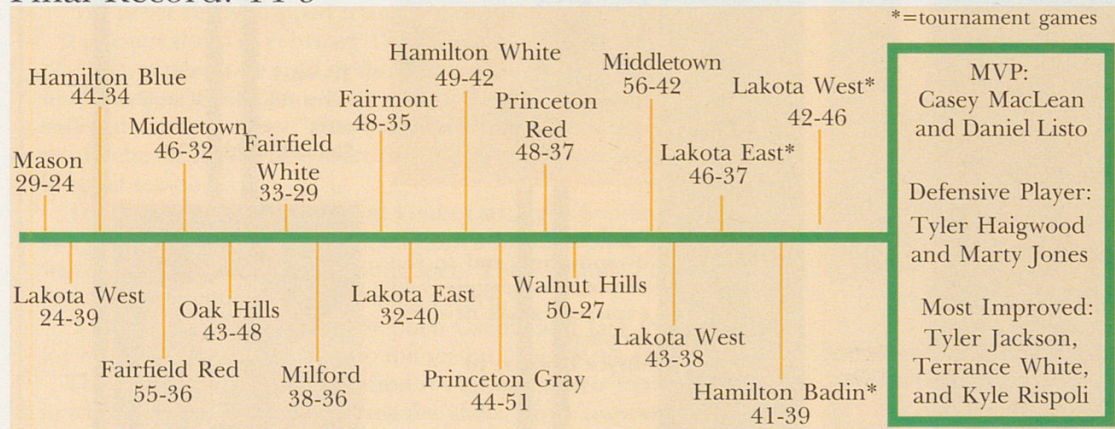 Final Record:
*=tournament games
Mason
29-24
Lakota West
24-39
Hamilton Blue
44-34
Fairfield Red
55-36
Middletown
46-32
Oak Hills
43-48
Fairfield
White
33-29
Milford
38-36
Fairmont
48-35
Lakota East
32-40
Hamilton White
49-42
Princeton Gray
44-51
Princeton
Red
48-37
Walnut Hills
50-27
Middletown
56-42
Lakota West
43-38
Lakota East*
46-37
Hamilton Badin*
41-39
Lakota West*
42-46
MVP:
Casey MacLean
and Daniel Listo
Defensive Player:
Tyler Haigwood
and Marty Jones
Most Improved:
Tyler Jackson,
Terrance White,
and Kyle Rispoli